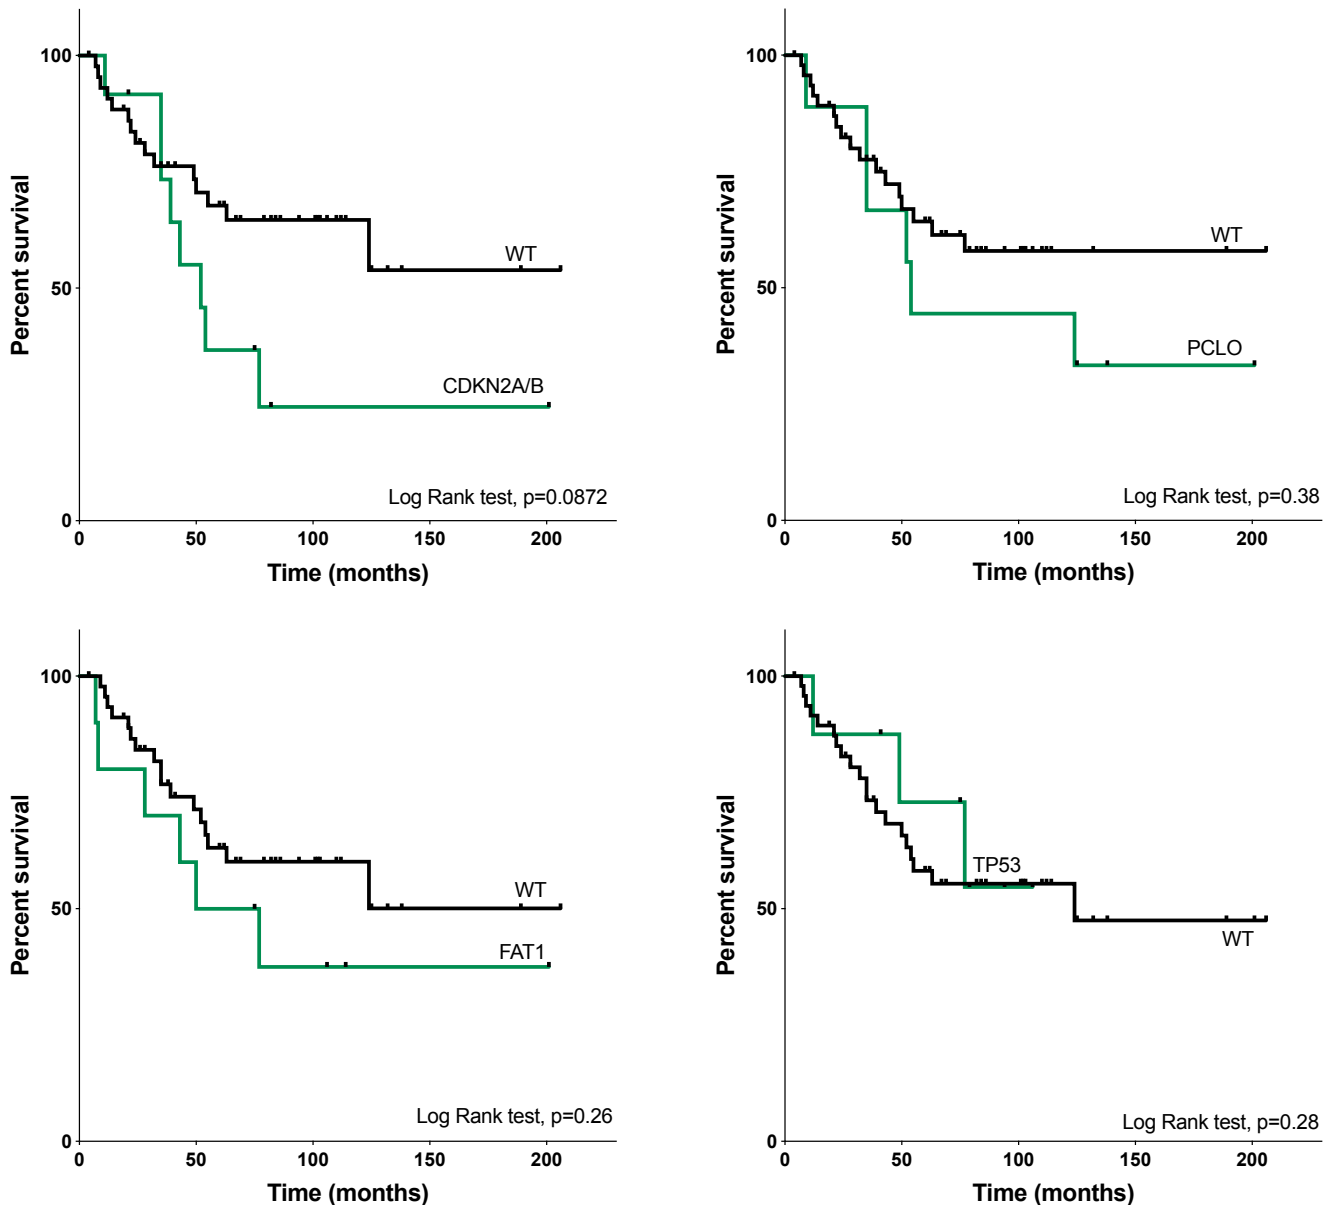 100
50
0
0
50
100
150
200
Percent survival
Time (months)
WT
CDKN2A/B
Log Rank test, p=0.0872
100
50
0
0
50
100
150
200
Percent survival
Time (months)
WT
PCLO
Log Rank test, p=0.38
100
50
0
0
50
100
150
200
Percent survival
Time (months)
WT
FAT1
Log Rank test, p=0.26
100
50
0
0
50
100
150
200
Percent survival
Time (months)
TP53
WT
Log Rank test, p=0.28